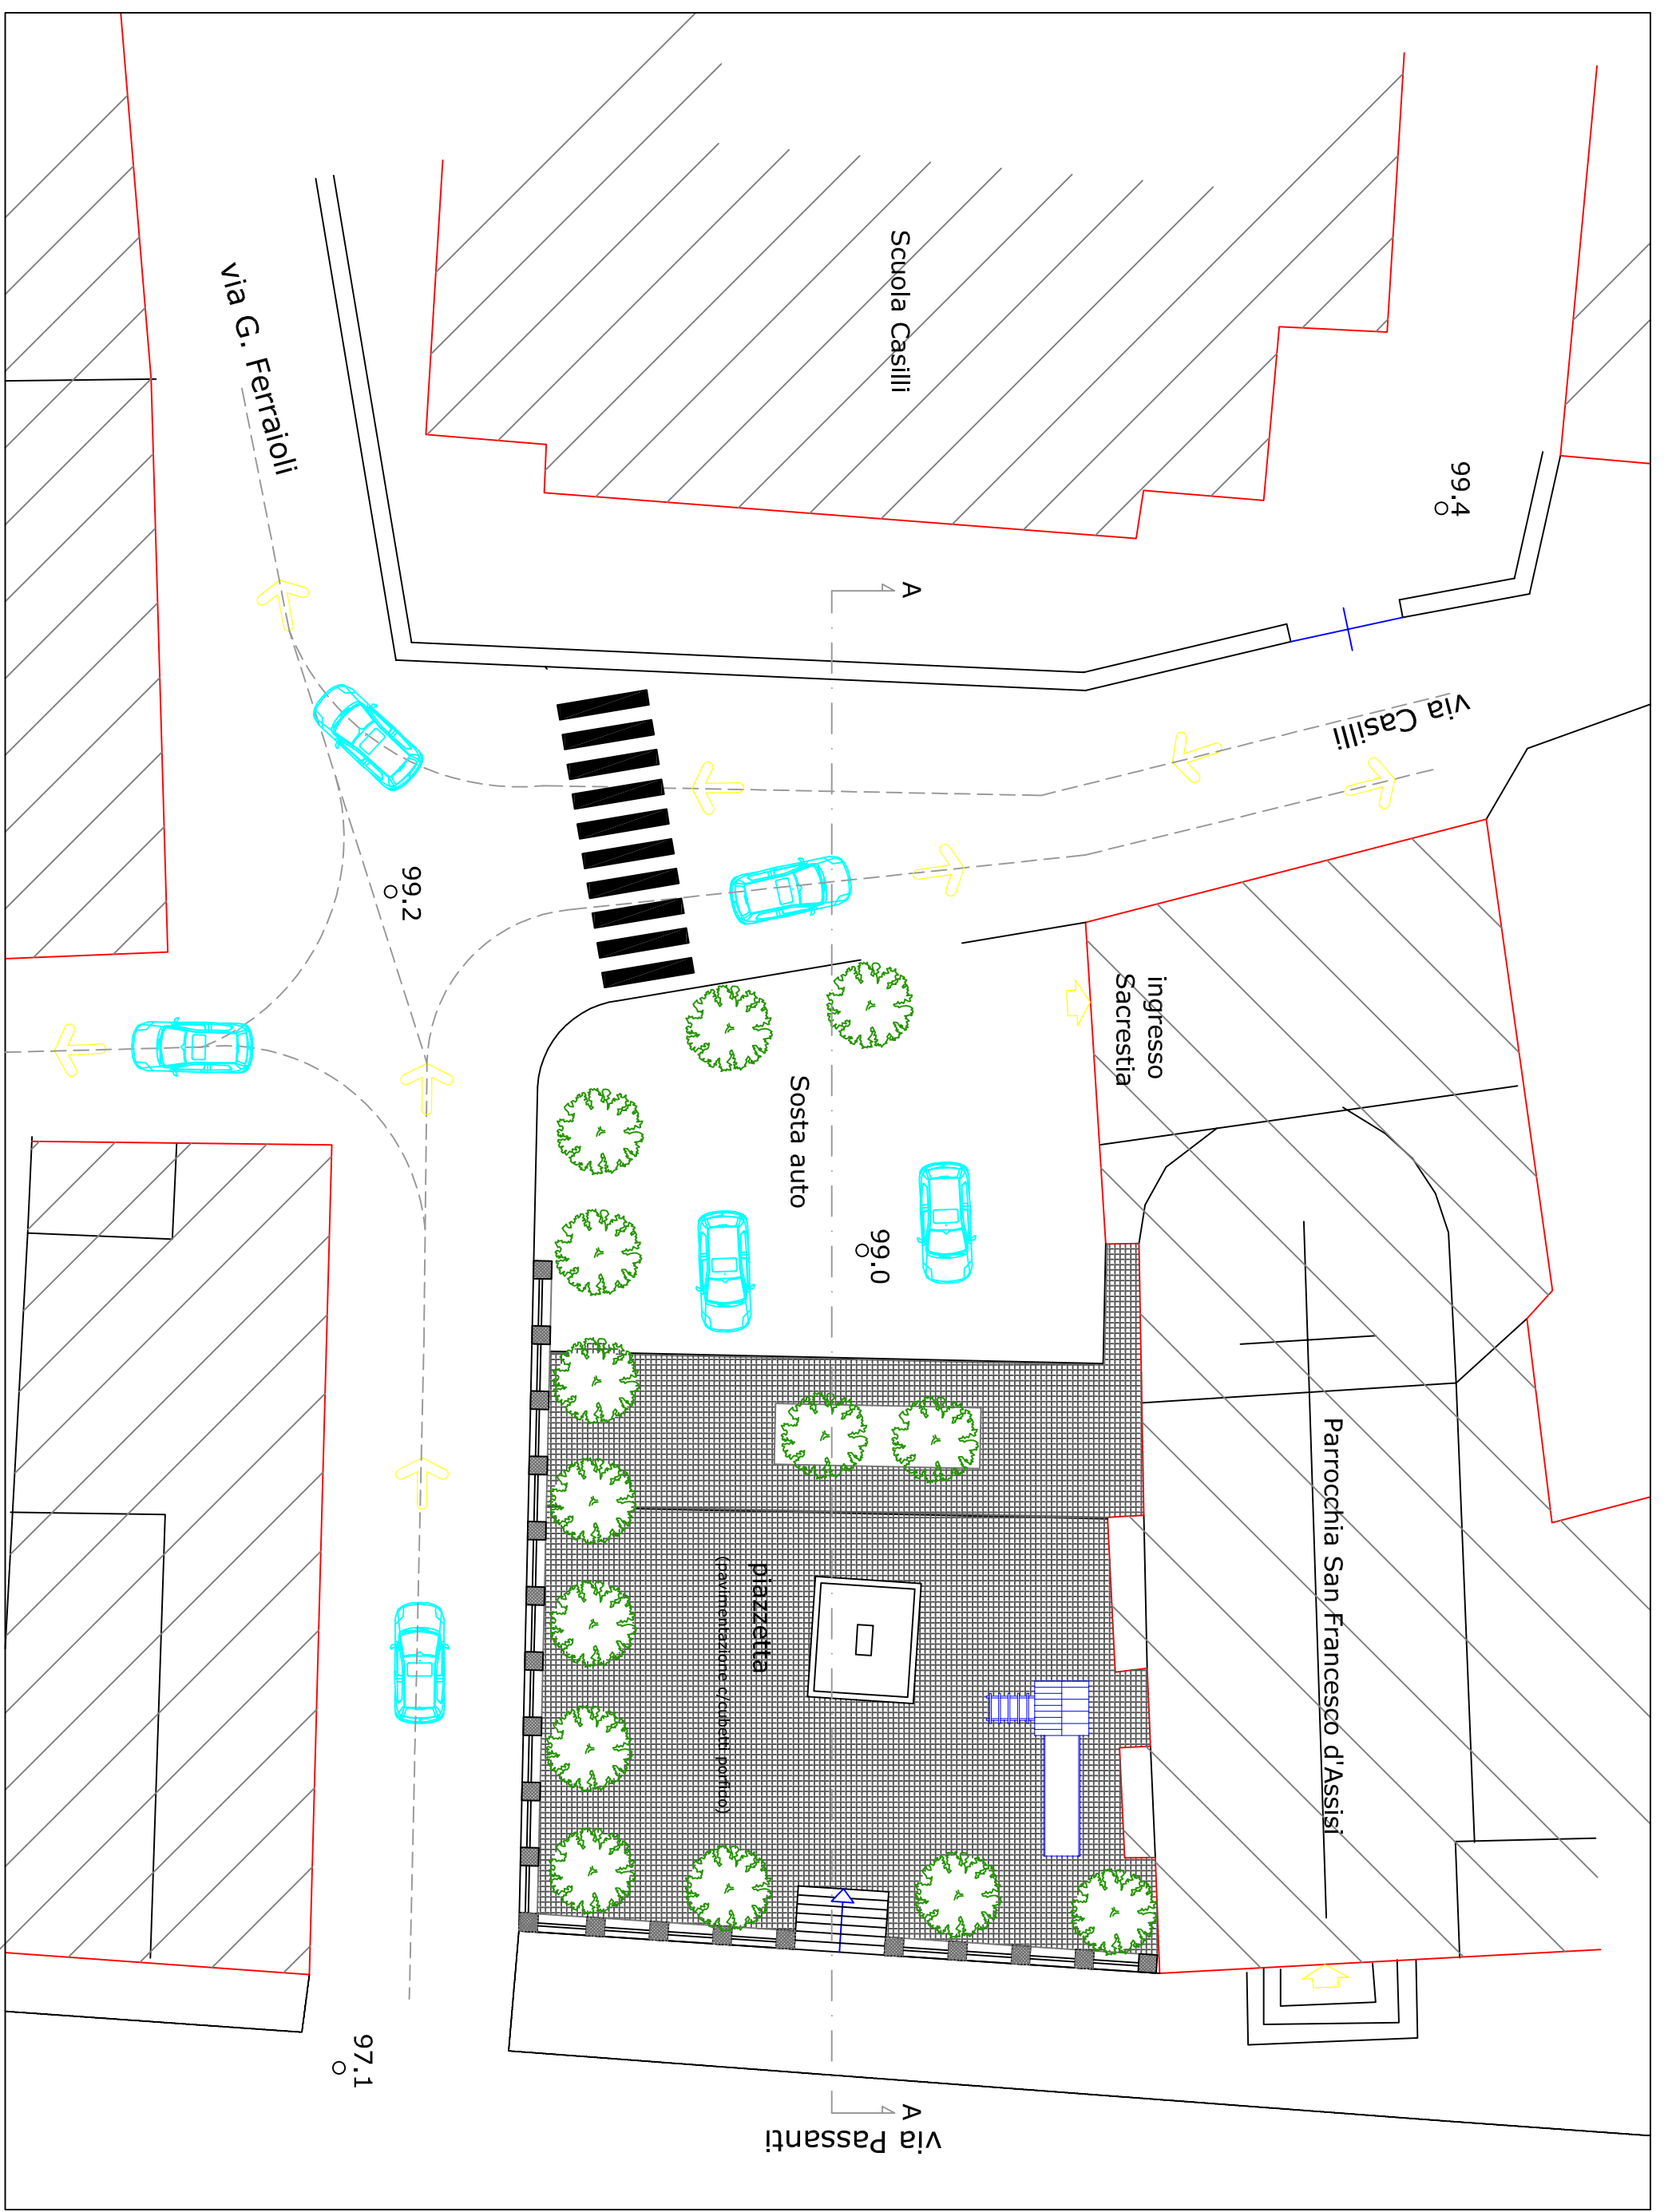 Scuola Casilli
via G. Ferraioli
99.4
A
via Casilli
99.2
ingresso
Sacrestia
Sosta auto
99.0
Parrocchia San Francesco d'Assisi
piazzetta
(pavimentazione c/cubetti porfino)
97.1
A
via Passanti